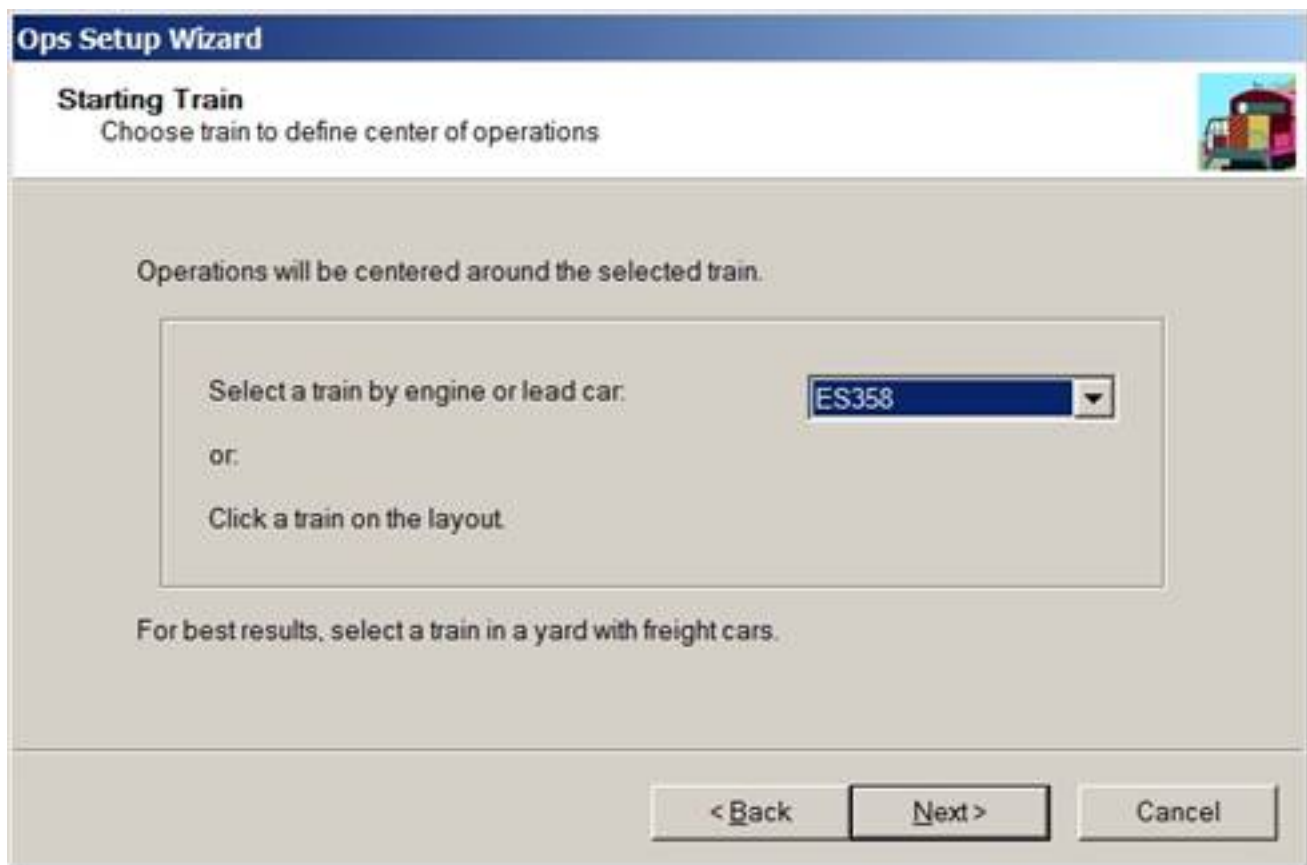 Ops Setup Wizard
Starting Train
Choose train to define center of operations
Operations will be centered around the selected train.
Select a train by engine or lead car:
ES358
or:
Click a train on the layout.
For best results, select a train in a yard with freight cars.
< Back
Next >
Cancel